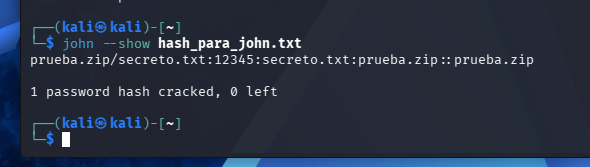 ┌──(kali㉿kali)-[~]
└─$ john --show hash_para_john.txt
prueba.zip/secreto.txt:12345:secreto.txt:prueba.zip::prueba.zip
1 password hash cracked, 0 left
┌──(kali㉿kali)-[~]
└─$